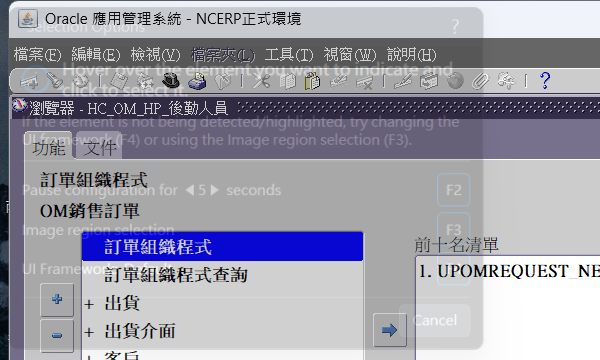 Oracle 應用管理系統 - NCERP正式環境
Selection Options
?
檔案(F) 編輯(E) 檢視(V) 檔案夾(L) 工具(T) 視窗(W) 說明(H)
Hover over the element you want to indicate and
click to select it.
瀏覽器 - HC_OM_HP_後勤人員
If the element is not being detected/highlighted, try changing the
UI framework (F4) or using the Image region selection (F3).
功能 文件
訂單組織程式
Pause configuration for 5 seconds
F2
OM銷售訂單
Image region selection
F3
訂單組織程式
前十名清單
UI Framework: Default
訂單組織程式查詢
1. UPOMREQUEST_NE
+ 出貨
+ 出貨介面
Cancel
+ 客戶